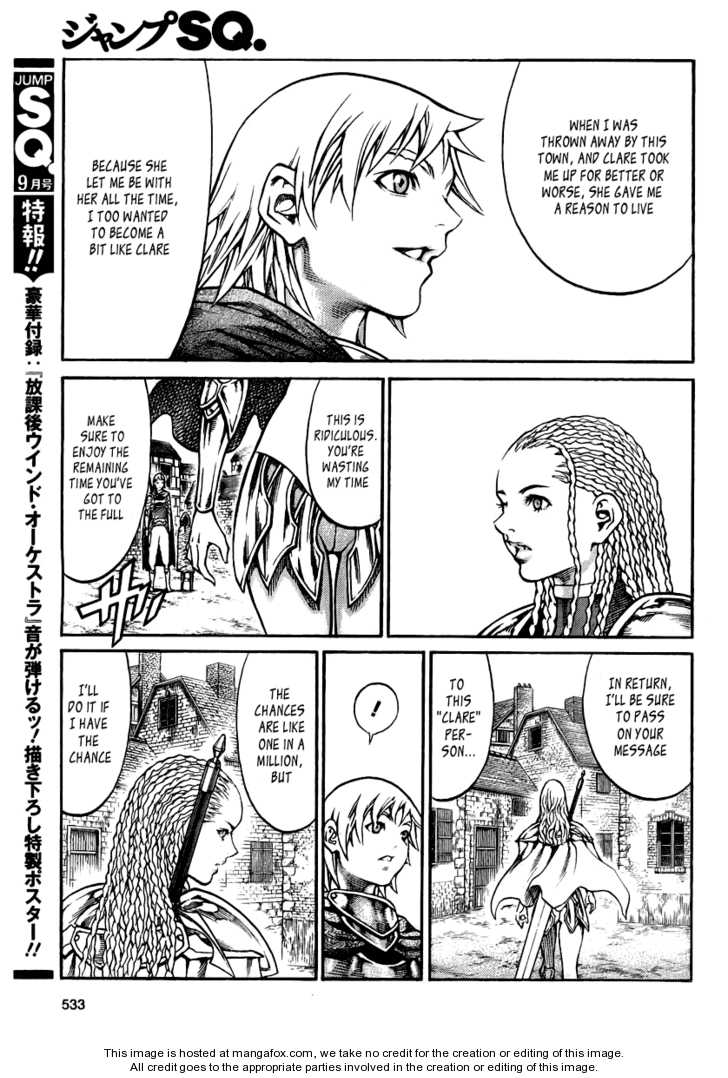 ジャンプSQ.
JUMP
SQ
9月号
特報!!
豪華付録:『放課後ウインド・オーケストラ』音が弾けるッ!描き下ろし特製ポスター!!
WHEN I WAS
THROWN AWAY BY THIS
TOWN, AND CLARE TOOK
ME UP FOR BETTER OR
WORSE, SHE GAVE ME
A REASON TO LIVE
BECAUSE SHE
LET ME BE WITH
HER ALL THE TIME,
I TOO WANTED
TO BECOME A
BIT LIKE CLARE
THIS IS
RIDICULOUS.
YOU'RE
WASTING
MY TIME
MAKE
SURE TO
ENJOY THE
REMAINING
TIME YOU'VE
GOT TO
THE FULL
ザッ
IN RETURN,
I'LL BE SURE
TO PASS
ON YOUR
MESSAGE
TO
THIS
"CLARE"
PER-
SON...
!
THE
CHANCES
ARE LIKE
ONE IN A
MILLION,
BUT
I'LL
DO IT IF
I HAVE
THE
CHANCE
533
This image is hosted at mangafox.com, we take no credit for the creation or editing of this image.
All credit goes to the appropriate parties involved in the creation and editing of this image.